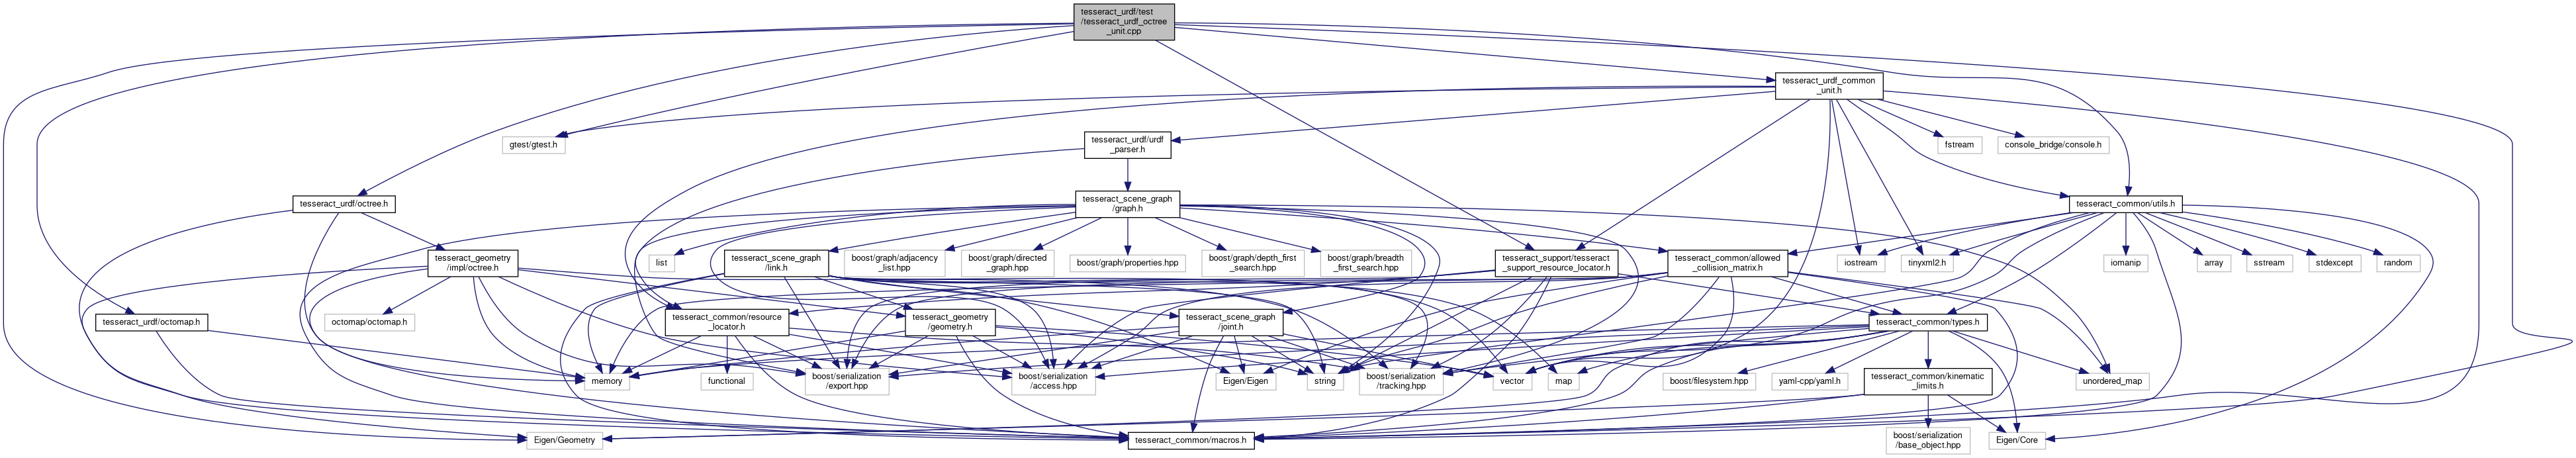 tesseract_urdf/test
/tesseract_urdf_octree
_unit.cpp
tesseract_urdf_common
_unit.h
gtest/gtest.h
tesseract_urdf/urdf
_parser.h
fstream
console_bridge/console.h
tesseract_urdf/octree.h
tesseract_scene_graph
/graph.h
tesseract_common/utils.h
tesseract_geometry
/impl/octree.h
list
tesseract_scene_graph
/link.h
boost/graph/adjacency
_list.hpp
boost/graph/directed
_graph.hpp
boost/graph/properties.hpp
boost/graph/depth_first
_search.hpp
boost/graph/breadth
_first_search.hpp
tesseract_support/tesseract
_support_resource_locator.h
tesseract_common/allowed
_collision_matrix.h
iostream
tinyxml2.h
iomanip
array
sstream
stdexcept
random
tesseract_urdf/octomap.h
octomap/octomap.h
tesseract_common/resource
_locator.h
tesseract_geometry
/geometry.h
tesseract_scene_graph
/joint.h
tesseract_common/types.h
memory
functional
boost/serialization
/export.hpp
boost/serialization
/access.hpp
Eigen/Eigen
string
boost/serialization
/tracking.hpp
vector
map
boost/filesystem.hpp
yaml-cpp/yaml.h
tesseract_common/kinematic
_limits.h
unordered_map
Eigen/Geometry
tesseract_common/macros.h
boost/serialization
/base_object.hpp
Eigen/Core